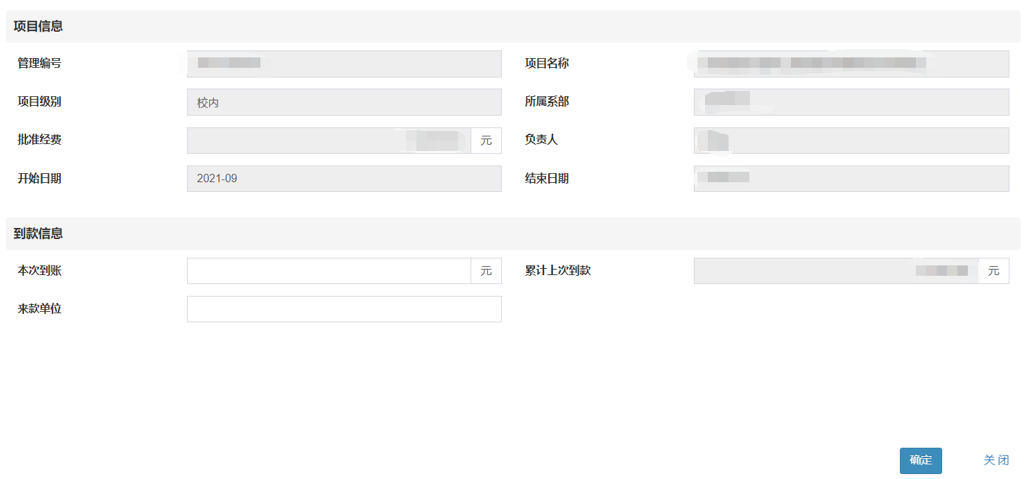 项目信息
管理编号 项目名称
项目级别 校内 所属系部
批准经费 元 负责人
开始日期 2021-09 结束日期
到款信息
本次到账 元 累计上次到款 元
来款单位
确定 关闭